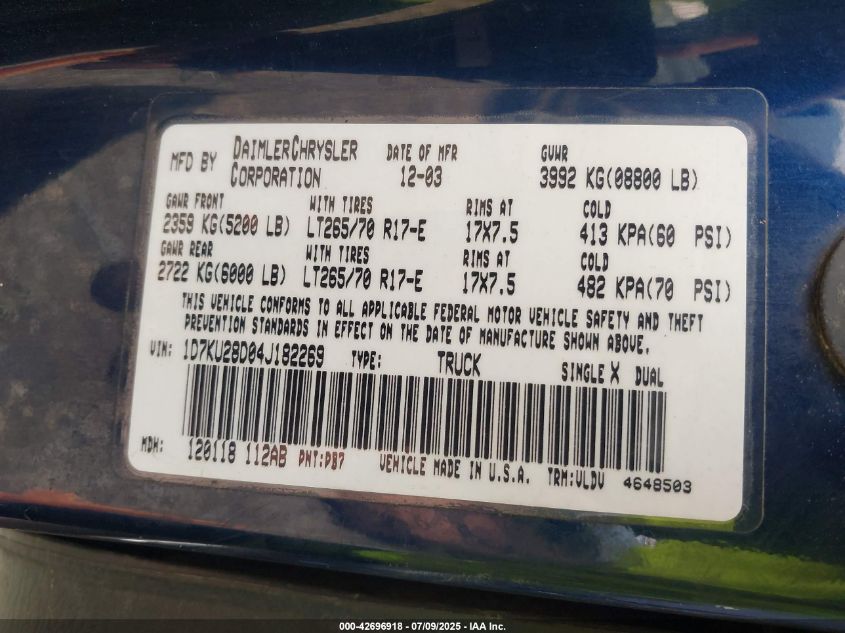 MFD BY DAIMLERCHRYSLER CORPORATION DATE OF MFR 12-03 GVWR 3992 KG(08800 LB)
GAWR FRONT WITH TIRES RIMS AT COLD
2359 KG(5200 LB) LT265/70 R17-E 17X7.5 413 KPA(60 PSI)
GAWR REAR WITH TIRES RIMS AT COLD
2722 KG(6000 LB) LT265/70 R17-E 17X7.5 482 KPA(70 PSI)
THIS VEHICLE CONFORMS TO ALL APPLICABLE FEDERAL MOTOR VEHICLE SAFETY AND THEFT
PREVENTION STANDARDS IN EFFECT ON THE DATE OF MANUFACTURE SHOWN ABOVE.
VIN: 1D7KU28D04J182269 TYPE: TRUCK SINGLE X DUAL
MDH: 120118 112AB PNT:PB7 VEHICLE MADE IN U.S.A. TRM:VLDV 4648503
000-42696918 - 07/09/2025 - IAA Inc.